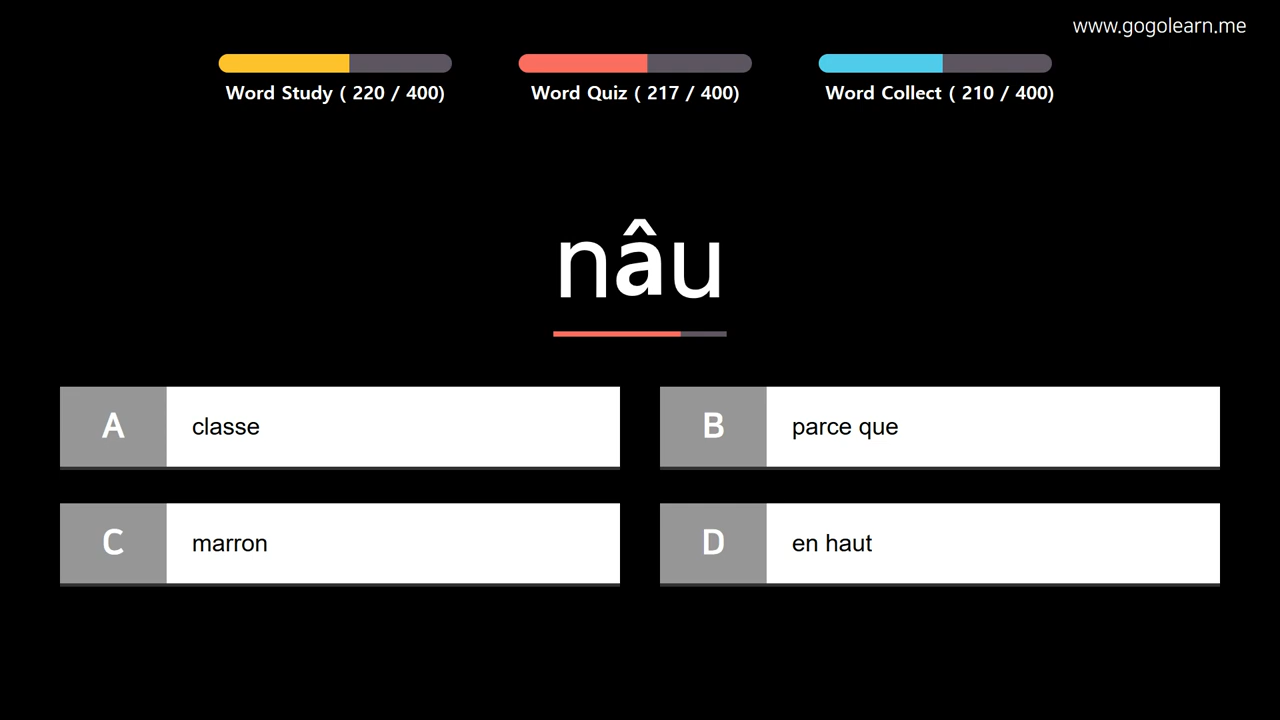 www.gogolearn.me
Word Study ( 220 / 400)
Word Quiz ( 217 / 400)
Word Collect ( 210 / 400)
nâu
A classe
B parce que
C marron
D en haut